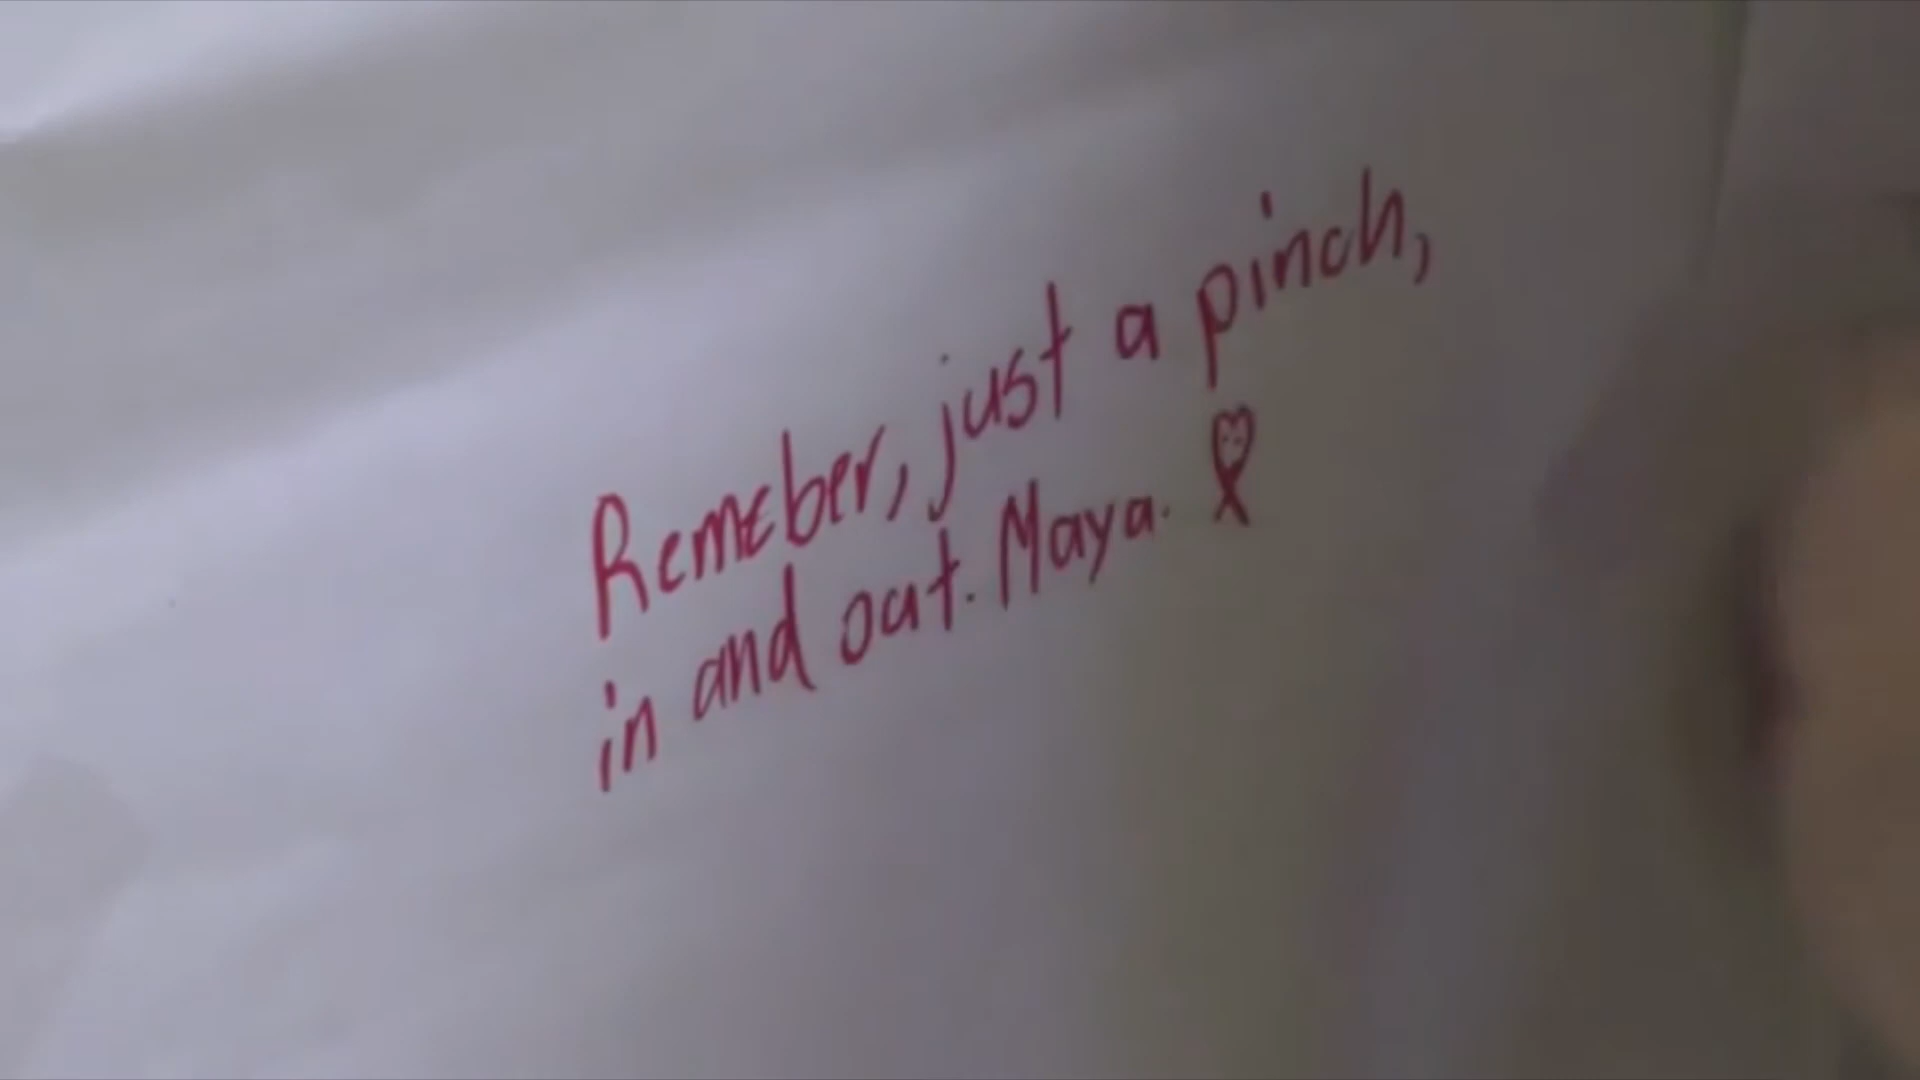 Remeber, just a pinch,
in and out. Maya.